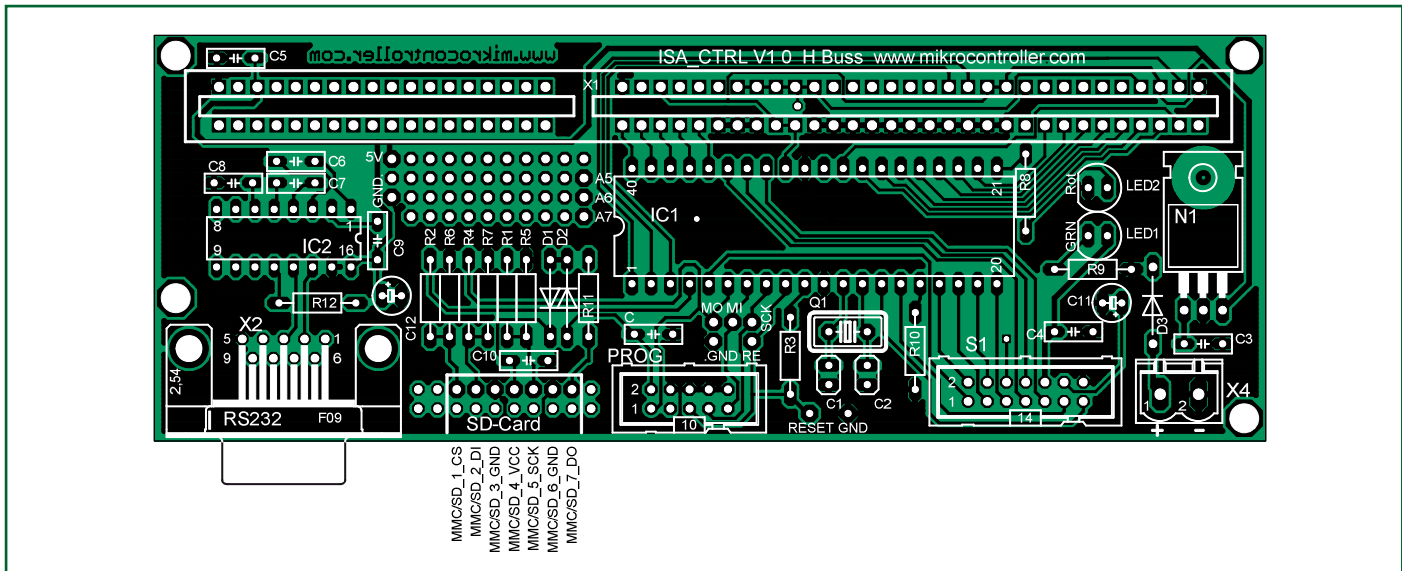 www.mikrocontroller.com
ISA_CTRL V1 0 H Buss www.mikrocontroller.com
C5
X1
C6
C8
C7
5V
GND
A5
A6
A7
40
21
R8
Rot
LED2
GRN
LED1
N1
IC1
1
20
8
1
IC2
9
16
C9
R2
R6
R4
R7
R1
R5
D1
D2
R11
R9
R12
C12
C11
D3
X2
5
1
9
6
2,54
RS232
F09
C10
C
MO MI
SCK
.GND RE
PROG
2
1
10
R3
Q1
C1
C2
R10
RESET GND
S1
2
1
14
C4
C3
X4
1
2
+
-
SD-Card
MMC/SD_1_CS
MMC/SD_2_DI
MMC/SD_3_GND
MMC/SD_4_VCC
MMC/SD_5_SCK
MMC/SD_6_GND
MMC/SD_7_DO